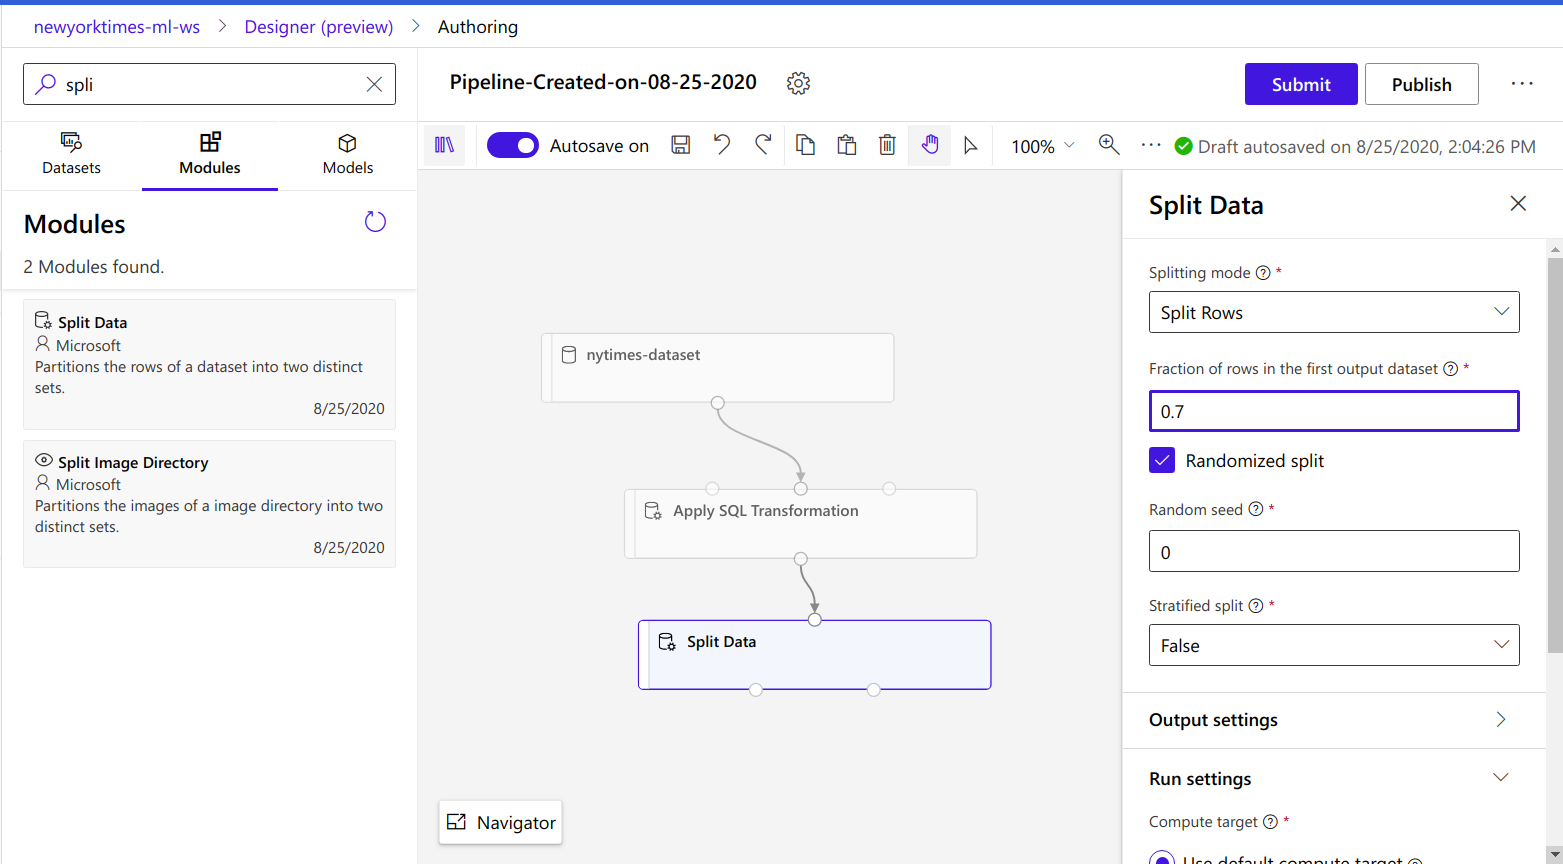 newyorktimes-ml-ws > Designer (preview) > Authoring
spli
Pipeline-Created-on-08-25-2020
Submit
Publish
Datasets
Modules
Models
Autosave on
100%
Draft autosaved on 8/25/2020, 2:04:26 PM
Modules
2 Modules found.
Split Data
Microsoft
Partitions the rows of a dataset into two distinct
sets.
8/25/2020
Split Image Directory
Microsoft
Partitions the images of a image directory into two
distinct sets.
8/25/2020
nytimes-dataset
Apply SQL Transformation
Split Data
Navigator
Split Data
Splitting mode *
Split Rows
Fraction of rows in the first output dataset *
0.7
Randomized split
Random seed *
0
Stratified split *
False
Output settings
Run settings
Compute target *
Use default compute target